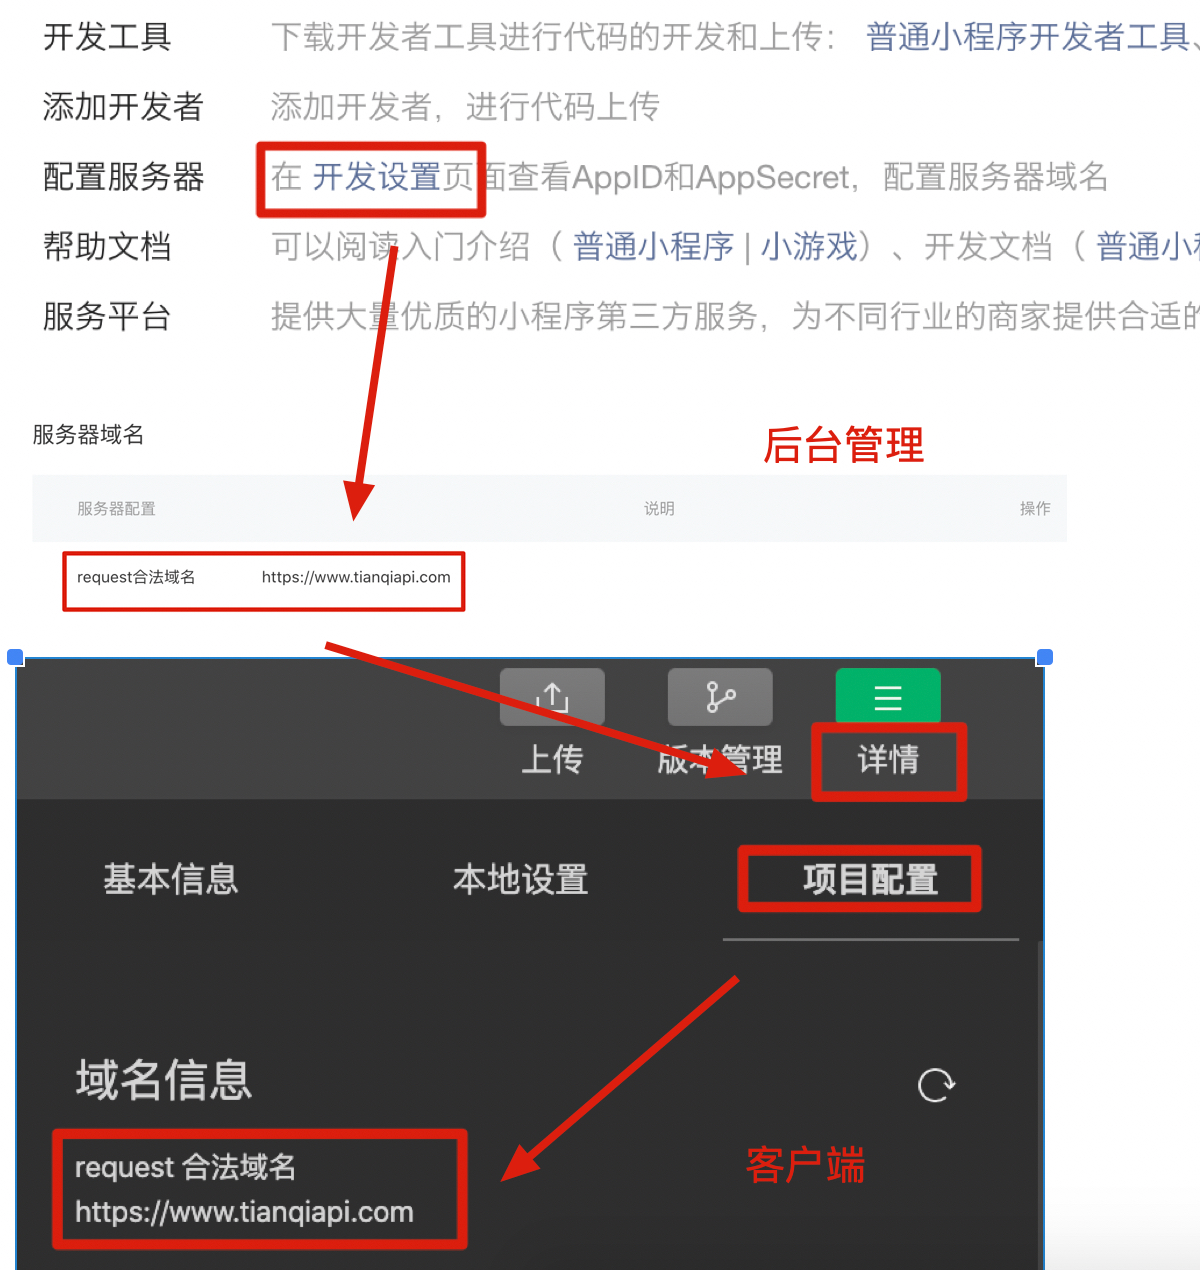 开发工具 下载开发者工具进行代码的开发和上传： 普通小程序开发者工具、
添加开发者 添加开发者，进行代码上传
配置服务器 在 开发设置页面查看AppID和AppSecret，配置服务器域名
帮助文档 可以阅读入门介绍（ 普通小程序 | 小游戏）、开发文档（ 普通小
服务平台 提供大量优质的小程序第三方服务，为不同行业的商家提供合适的
服务器域名
后台管理
服务器配置 说明 操作
request合法域名 https://www.tianqiapi.com
上传 版本管理 详情
基本信息 本地设置 项目配置
域名信息
request 合法域名
https://www.tianqiapi.com
客户端